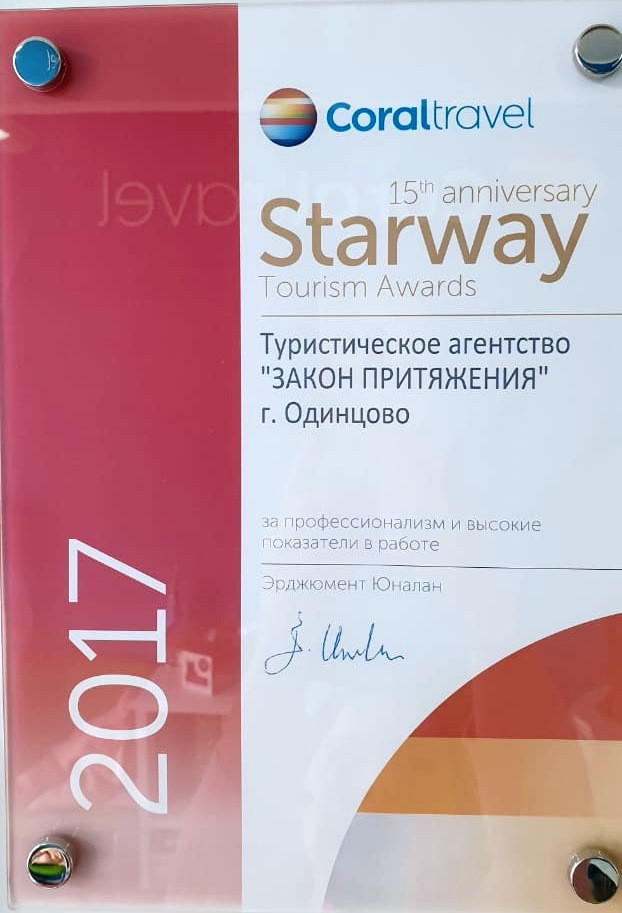 Coraltravel
15th anniversary
Starway
Tourism Awards
Туристическое агентство
"ЗАКОН ПРИТЯЖЕНИЯ"
г. Одинцово
за профессионализм и высокие
показатели в работе
Эрджюмент Юналан
2017